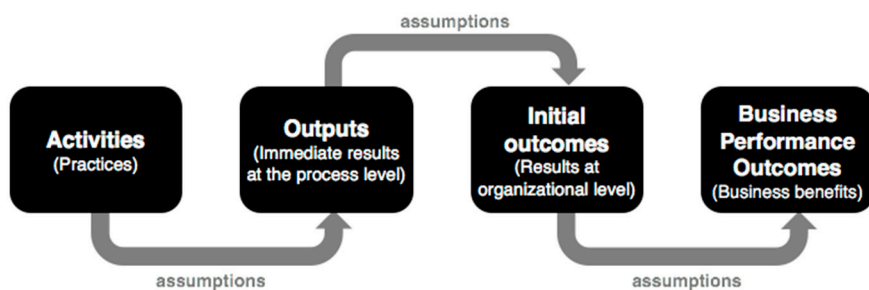 assumptions
Activities
(Practices)
Outputs
(Immediate results
at the process level)
Initial
outcomes
(Results at
organizational level)
Business
Performance
Outcomes
(Business benefits)
assumptions
assumptions